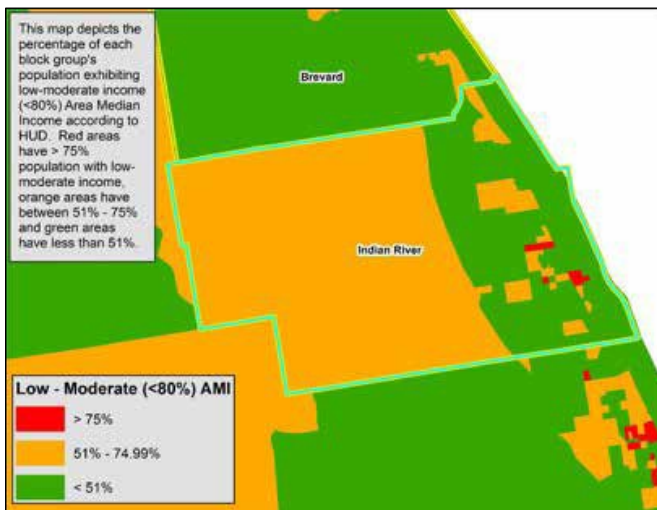 This map depicts the
percentage of each
block group's
population exhibiting
low-moderate income
(<80%) Area Median
Income according to
HUD. Red areas
have > 75%
population with low-
moderate income,
orange areas have
between 51% - 75%
and green areas
have less than 51%.
Brevard
Indian River
Low - Moderate (<80%) AMI
> 75%
51% - 74.99%
< 51%